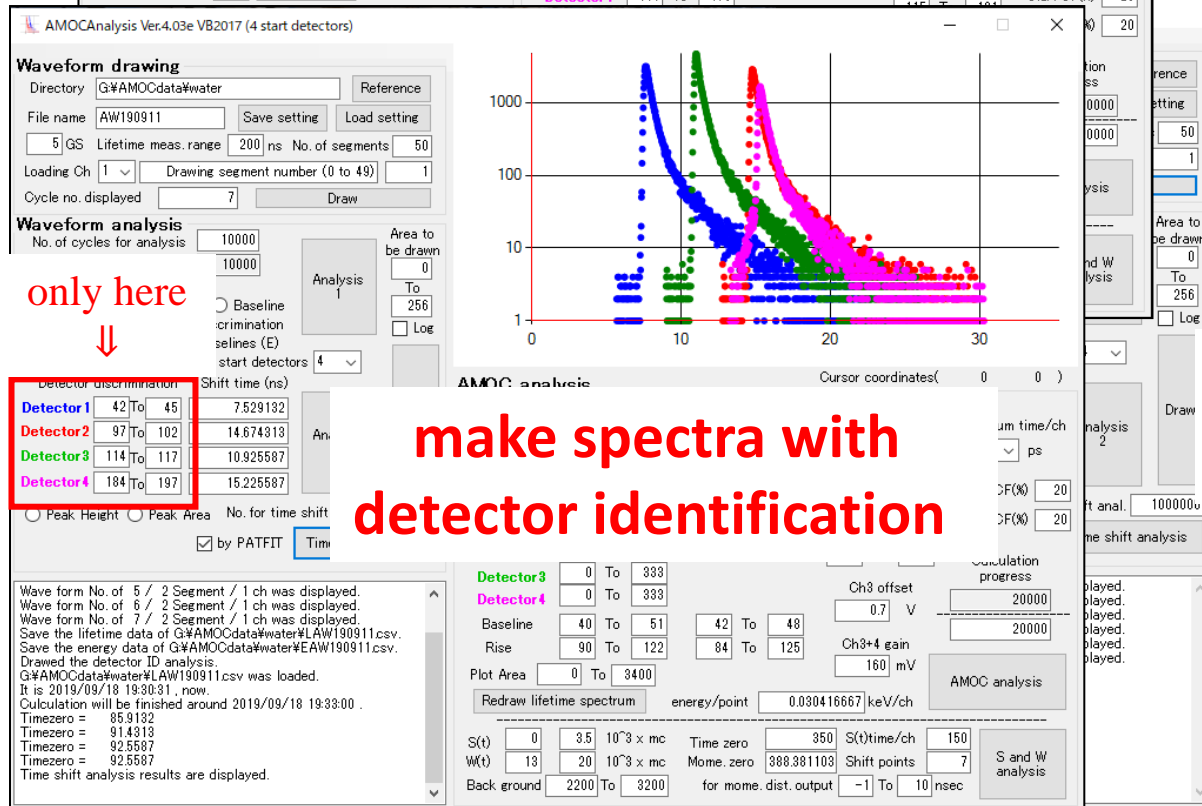 AMOCAnalysis Ver.4.03e VB2017 (4 start detectors)
Waveform drawing
Directory G:¥AMOCdata¥water Reference
File name AW190911 Save setting Load setting
5 GS Lifetime meas. range 200 ns No. of segments 50
Loading Ch 1 Drawing segment number (0 to 49) 1
Cycle no. displayed 7 Draw
Waveform analysis
No. of cycles for analysis 10000
10000
Analysis 1
Area to be drawn
0
To
256
Log
Baseline
start detectors 4
only here
⇓
Shift time (ns)
Detector1 42 To 45 7.529132
Detector2 97 To 102 14.674313
Detector3 114 To 117 10.925587
Detector4 184 To 197 15.225587
Peak Height Peak Area No. for time shift
by PATFIT
Wave form No. of 5 / 2 Segment / 1 ch was displayed.
Wave form No. of 6 / 2 Segment / 1 ch was displayed.
Wave form No. of 7 / 2 Segment / 1 ch was displayed.
Save the lifetime data of G:¥AMOCdata¥water¥LAW190911.csv.
Save the energy data of G:¥AMOCdata¥water¥EAW190911.csv.
Drawed the detector ID analysis.
G:¥AMOCdata¥water¥LAW190911.csv was loaded.
It is 2019/09/18 19:30:31 , now.
Culculation will be finished around 2019/09/18 19:33:00 .
Timezero = 85.9132
Timezero = 91.4313
Timezero = 92.5587
Timezero = 92.5587
Time shift analysis results are displayed.
1000
100
10
1
0 10 20 30
AMOC analysis Cursor coordinates( 0 0 )
make spectra with
detector identification
ps
CF(%) 20
CF(%) 20
Detector3 0 To 333
Detector4 0 To 333
Baseline 40 To 51 42 To 48
Rise 90 To 122 84 To 125
Plot Area 0 To 3400
Ch3 offset
0.7 V
Ch3+4 gain
160 mV
Calculation progress
20000
20000
AMOC analysis
Redraw lifetime spectrum energy/point 0.030416667 keV/ch
S(t) 0 3.5 10^3 x mc Time zero 350 S(t)time/ch 150
W(t) 13 20 10^3 x mc Mome. zero 388.381103 Shift points 7
Back ground 2200 To 3200 for mome. dist. output -1 To 10 nsec
S and W analysis
20
50
1
Area to
be drawn
0
To
256
Log
Draw
2
ft anal.
me shift analysis